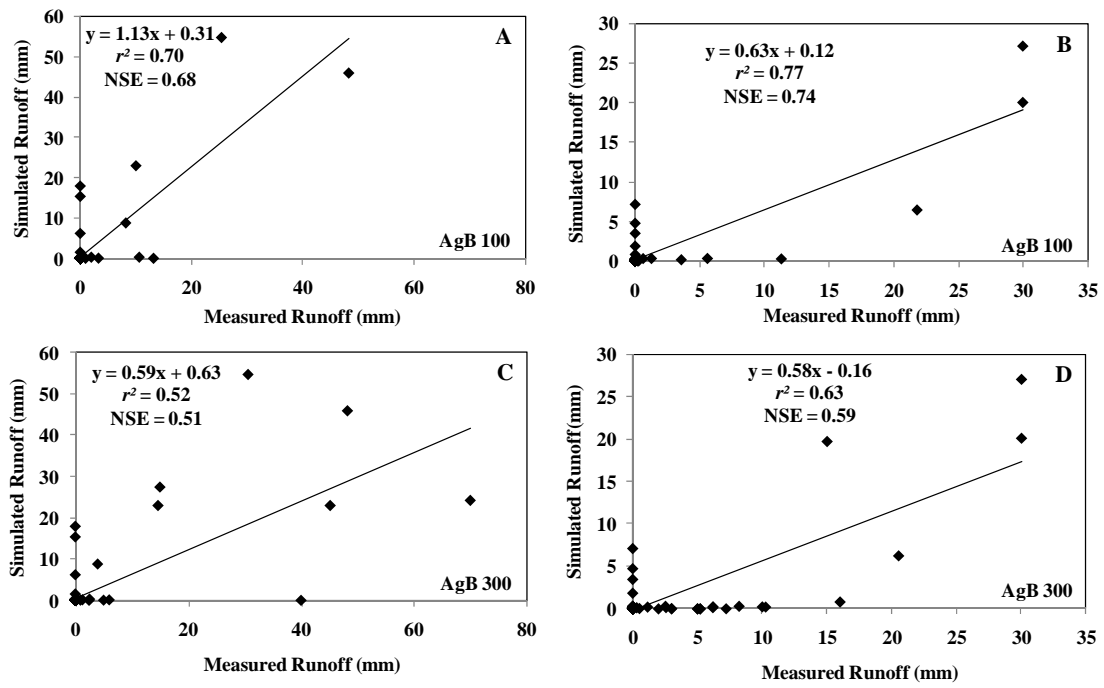 60
50
40
30
20
10
0
Simulated Runoff (mm)
y = 1.13x + 0.31
r² = 0.70
NSE = 0.68
A
AgB 100
0 20 40 60 80
Measured Runoff (mm)
30
25
20
15
10
5
0
Simulated Runoff (mm)
y = 0.63x + 0.12
r² = 0.77
NSE = 0.74
B
AgB 100
0 5 10 15 20 25 30 35
Measured Runoff (mm)
60
50
40
30
20
10
0
Simulated Runoff (mm)
y = 0.59x + 0.63
r² = 0.52
NSE = 0.51
C
AgB 300
0 20 40 60 80
Measured Runoff (mm)
30
25
20
15
10
5
0
Simulated Runoff(mm)
y = 0.58x - 0.16
r² = 0.63
NSE = 0.59
D
AgB 300
0 5 10 15 20 25 30 35
Measured Runoff (mm)